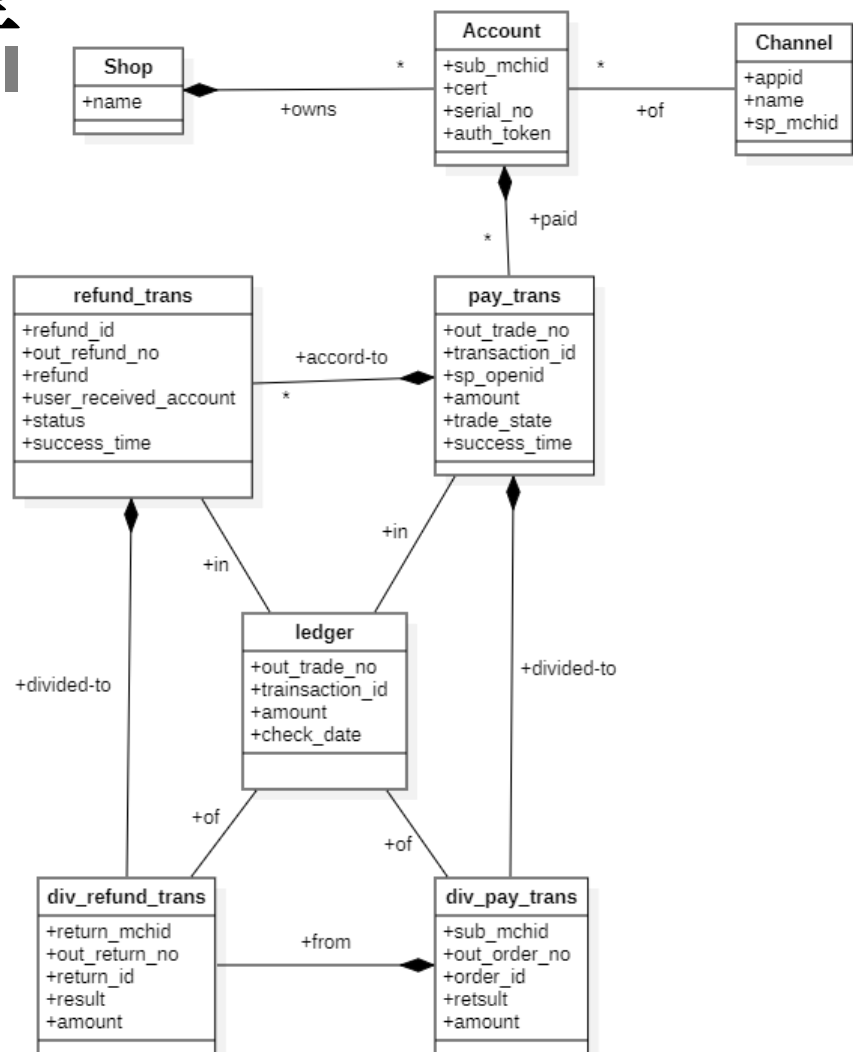 Shop
+name
+owns
*
Account
+sub_mchid
+cert
+serial_no
+auth_token
*
+of
Channel
+appid
+name
+sp_mchid
+paid
*
refund_trans
+refund_id
+out_refund_no
+refund
+user_received_account
+status
+success_time
+accord-to
*
pay_trans
+out_trade_no
+transaction_id
+sp_openid
+amount
+trade_state
+success_time
+in
+in
ledger
+out_trade_no
+trainsaction_id
+amount
+check_date
+divided-to
+divided-to
+of
+of
div_refund_trans
+return_mchid
+out_return_no
+return_id
+result
+amount
+from
div_pay_trans
+sub_mchid
+out_order_no
+order_id
+retsult
+amount